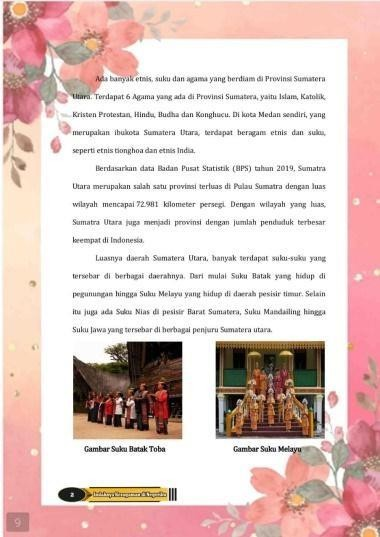 Ada banyak etnis, suku dan agama yang berdiam di Provinsi Sumatera
Utara. Terdapat 6 Agama yang ada di Provinsi Sumatera, yaitu Islam, Katolik,
Kristen Protestan, Hindu, Budha dan Konghucu. Di kota Medan sendiri, yang
merupakan ibukota Sumatera Utara, terdapat beragam etnis dan suku,
seperti etnis tionghoa dan etnis India.
Berdasarkan data Badan Pusat Statistik (BPS) tahun 2019, Sumatra
Utara merupakan salah satu provinsi terluas di Pulau Sumatra dengan luas
wilayah mencapai 72.981 kilometer persegi. Dengan wilayah yang luas,
Sumatra Utara juga menjadi provinsi dengan jumlah penduduk terbesar
keempat di Indonesia.
Luasnya daerah Sumatera Utara, banyak terdapat suku-suku yang
tersebar di berbagai daerahnya. Dari mulai Suku Batak yang hidup di
pegunungan hingga Suku Melayu yang hidup di daerah pesisir timur. Selain
itu juga ada Suku Nias di pesisir Barat Sumatera, Suku Mandailing hingga
Suku Jawa yang tersebar di berbagai penjuru Sumatera utara.
Gambar Suku Batak Toba
Gambar Suku Melayu
2
Indahnya Keragaman di Negeriku
9